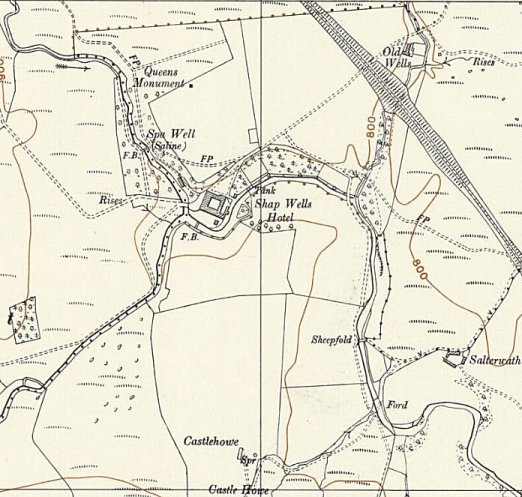 FP
Old
Wells
Rises
Queens
Monument
800
Spa Well
(Saline)
F.B.
FP
Tank
Rises
Shap Wells
Hotel
FP
F.B.
800
Sheepfold
Salterwath
Ford
Castlehowe
Spr
Castle Howe